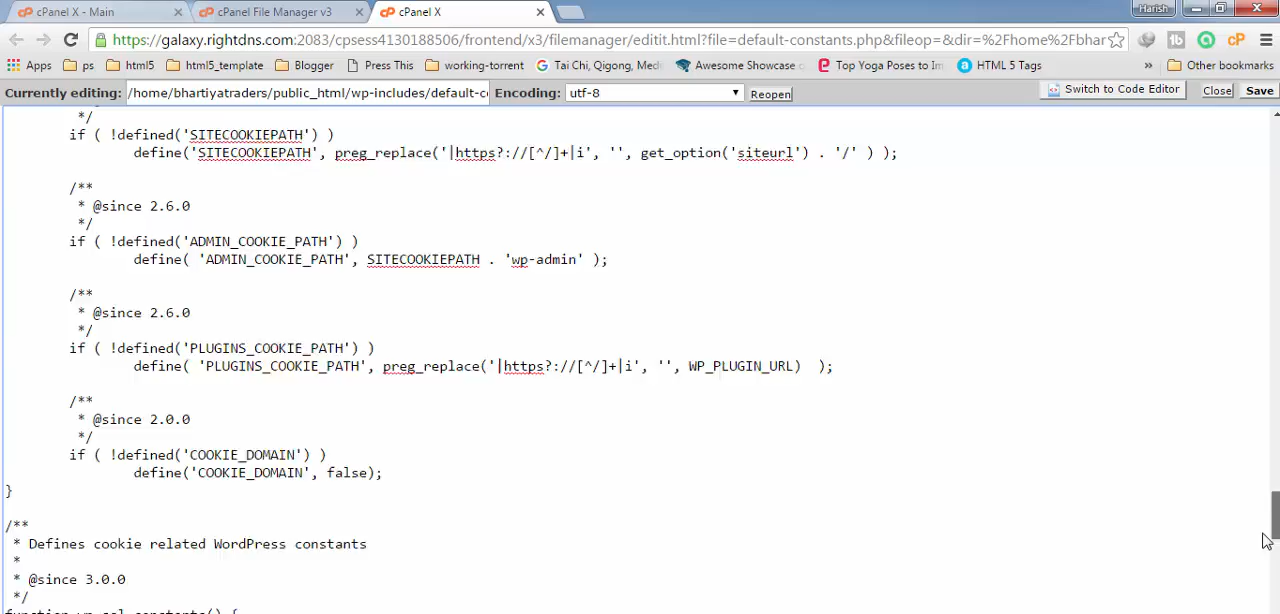 cPanel X - Main
cPanel File Manager v3
cPanel X
Harish
https://galaxy.rightdns.com:2083/cpsess413018506/frontend/x3/filemanager/editit.html?file=default-constants.php&fileop=&dir=%2Fhome%2Fbhar
Apps ps html5 html5_template Blogger Press This working-torrent Tai Chi, Qigong, Med Awesome Showcase Top Yoga Poses to Im HTML 5 Tags » Other bookmarks
Currently editing: /home/bhartiyatraders/public_html/wp-includes/default-c Encoding: utf-8 Reopen Switch to Code Editor Close Save
*/
if ( !defined('SITECOOKIEPATH') )
define('SITECOOKIEPATH', preg_replace('|https?://[^/]+|i', '', get_option('siteurl') . '/' ) );
/**
* @since 2.6.0
*/
if ( !defined('ADMIN_COOKIE_PATH') )
define( 'ADMIN_COOKIE_PATH', SITECOOKIEPATH . 'wp-admin' );
/**
* @since 2.6.0
*/
if ( !defined('PLUGINS_COOKIE_PATH') )
define( 'PLUGINS_COOKIE_PATH', preg_replace('|https?://[^/]+|i', '', WP_PLUGIN_URL)  );
/**
* @since 2.0.0
*/
if ( !defined('COOKIE_DOMAIN') )
define('COOKIE_DOMAIN', false);
}
/**
* Defines cookie related WordPress constants
*
* @since 3.0.0
*/